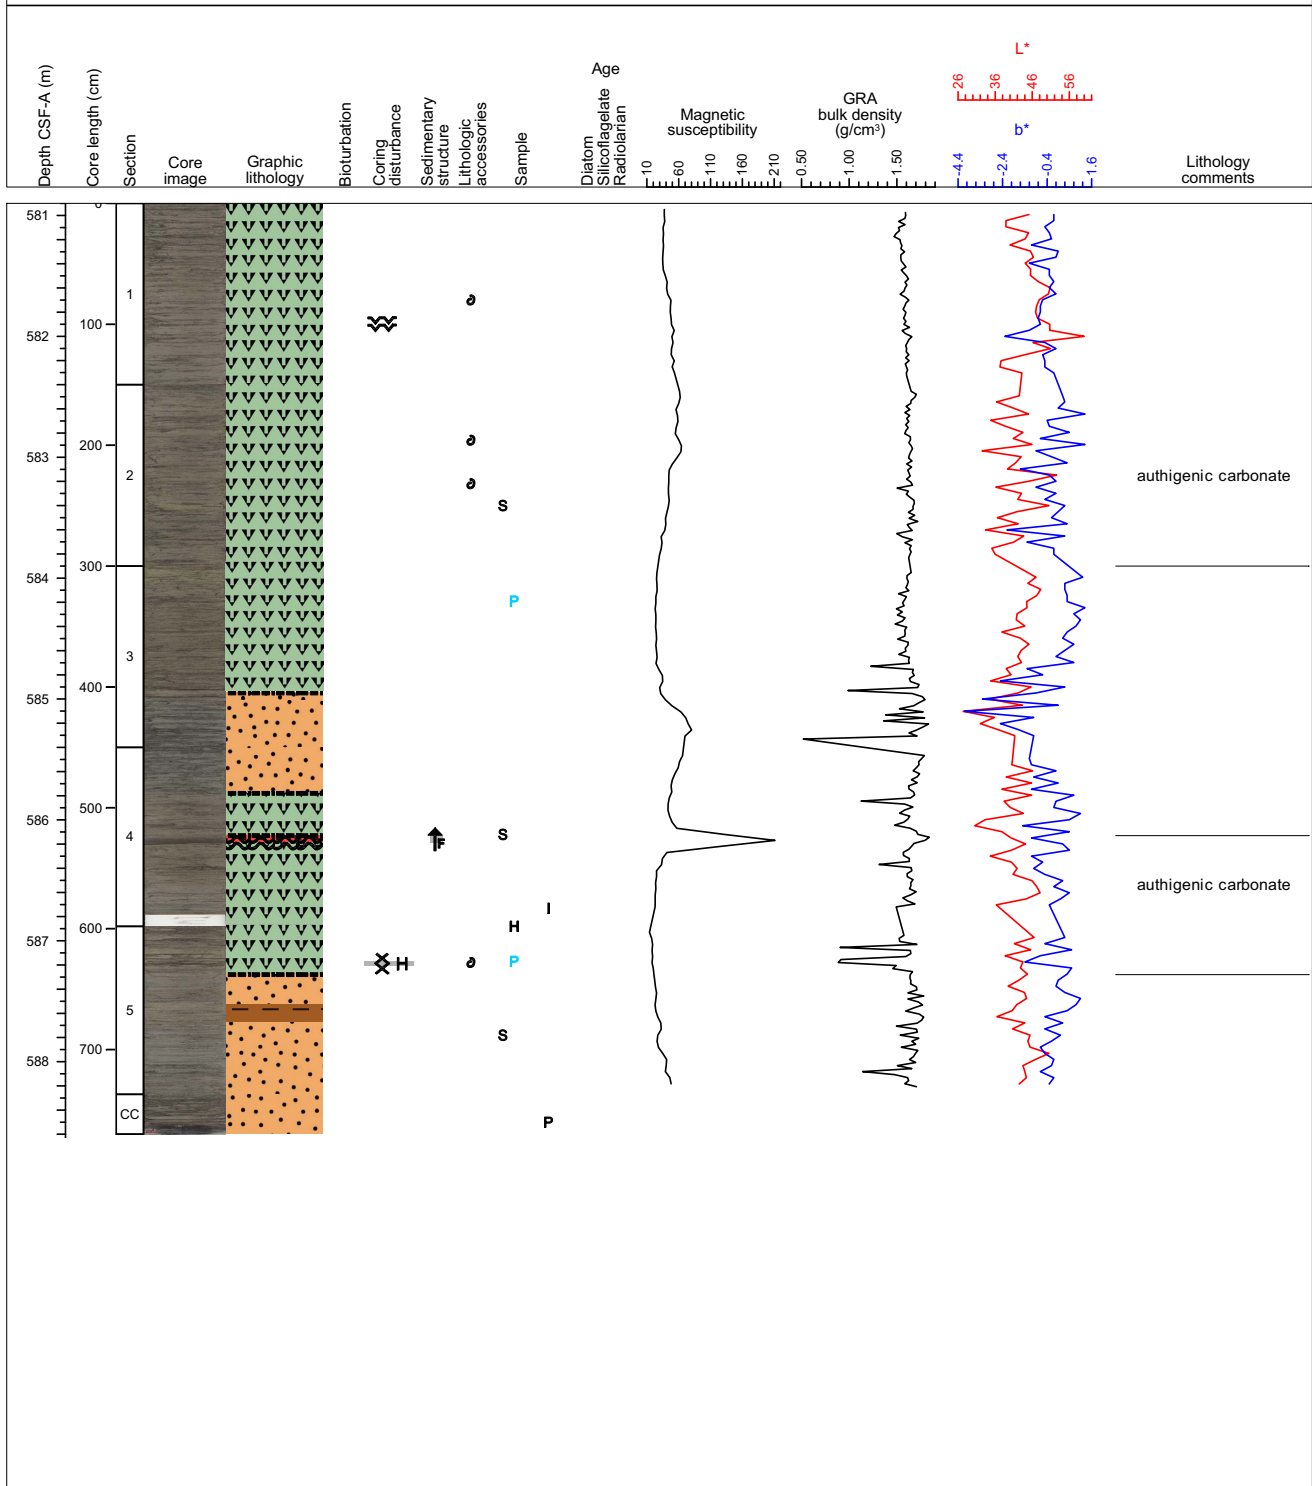 Depth CSF-A (m)
Core length (cm)
Section
Core
image
Graphic
lithology
Bioturbation
Coring
disturbance
Sedimentary
structure
Lithologic
accessories
Sample
Age
Diatom
Silicoflagellate
Radiolarian
Magnetic
susceptibility
10 60 110 160 210
GRA
bulk density
(g/cm³)
0.50 1.00 1.50
L*
26 36 46 56
b*
-4.4 -2.4 -0.4 1.6
Lithology
comments
0
581
1
100
582
200
583
2
authigenic carbonate
S
300
584
P
3
400
585
500
586
4
S
F
authigenic carbonate
I
600
H
587
H
P
5
S
700
588
CC
P